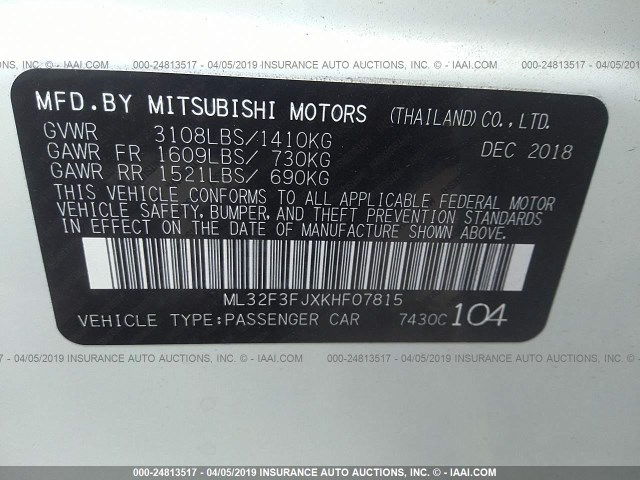 000-24813517 - 04/05/2019 INSURANCE AUTO AUCTIONS, INC. © - IAAI.COM
MFD.BY MITSUBISHI MOTORS (THAILAND)CO.,LTD.
GVWR 3108LBS/1410KG DEC 2018
GAWR FR 1609LBS/ 730KG
GAWR RR 1521LBS/ 690KG
THIS VEHICLE CONFORMS TO ALL APPLICABLE FEDERAL MOTOR
VEHICLE SAFETY, BUMPER, AND THEFT PREVENTION STANDARDS
IN EFFECT ON THE DATE OF MANUFACTURE SHOWN ABOVE.
ML32F3FJXKHF07815
VEHICLE TYPE:PASSENGER CAR 7430C 104
000-24813517 - 04/05/2019 INSURANCE AUTO AUCTIONS, INC. © - IAAI.COM
000-24813517 - 04/05/2019 INSURANCE AUTO AUCTIONS, INC. © - IAAI.COM